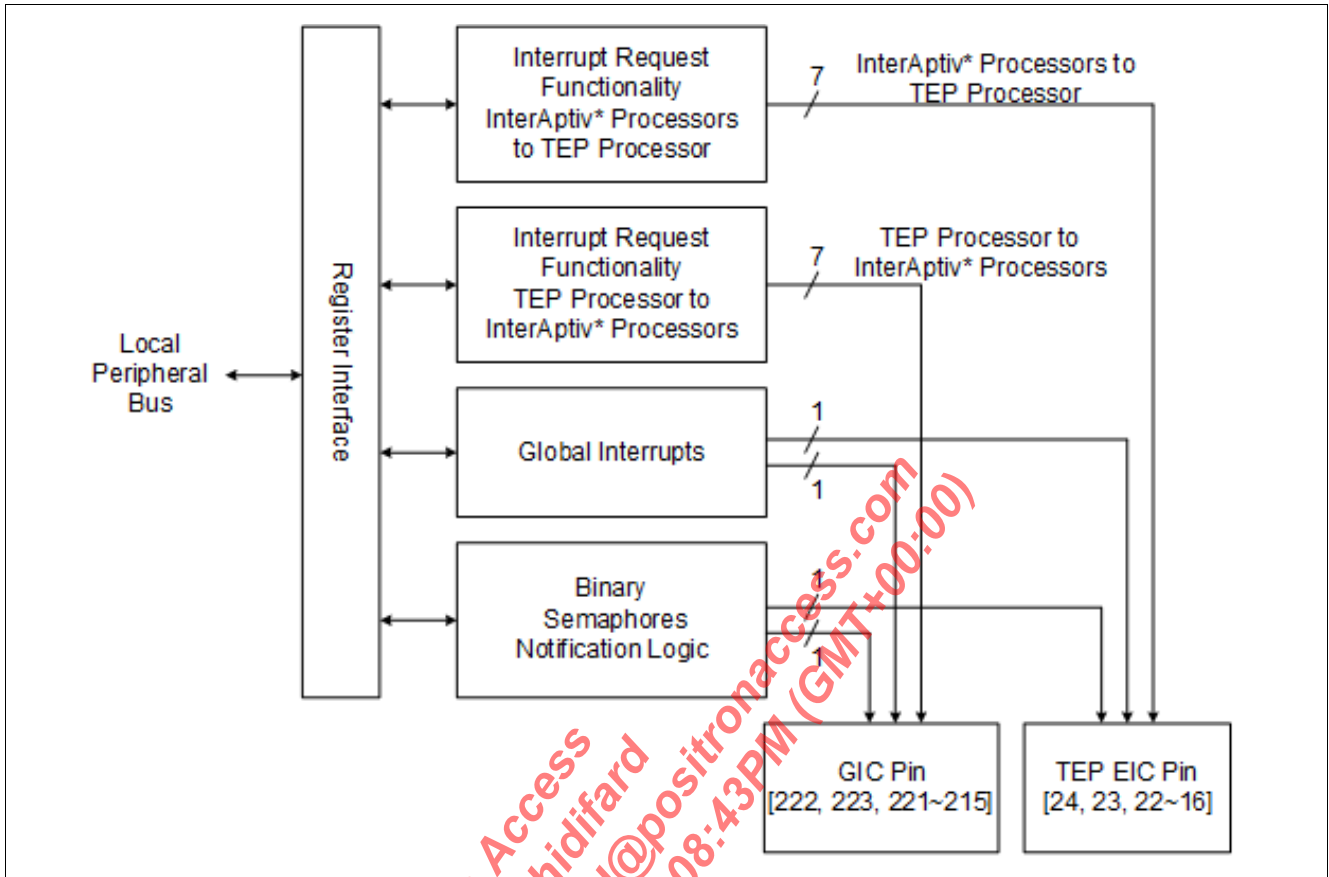 Interrupt Request
Functionality
InterAptiv* Processors
to TEP Processor
7
InterAptiv* Processors to
TEP Processor
Interrupt Request
Functionality
TEP Processor to
InterAptiv* Processors
7
TEP Processor to
InterAptiv* Processors
Register Interface
Local
Peripheral
Bus
Global Interrupts
1
1
Binary
Semaphores
Notification Logic
1
1
GIC Pin
[222, 223, 221~215]
TEP EIC Pin
[24, 23, 22~16]
Access
hidifard
@positronaccess.com
08:43PM (GMT+00:00)